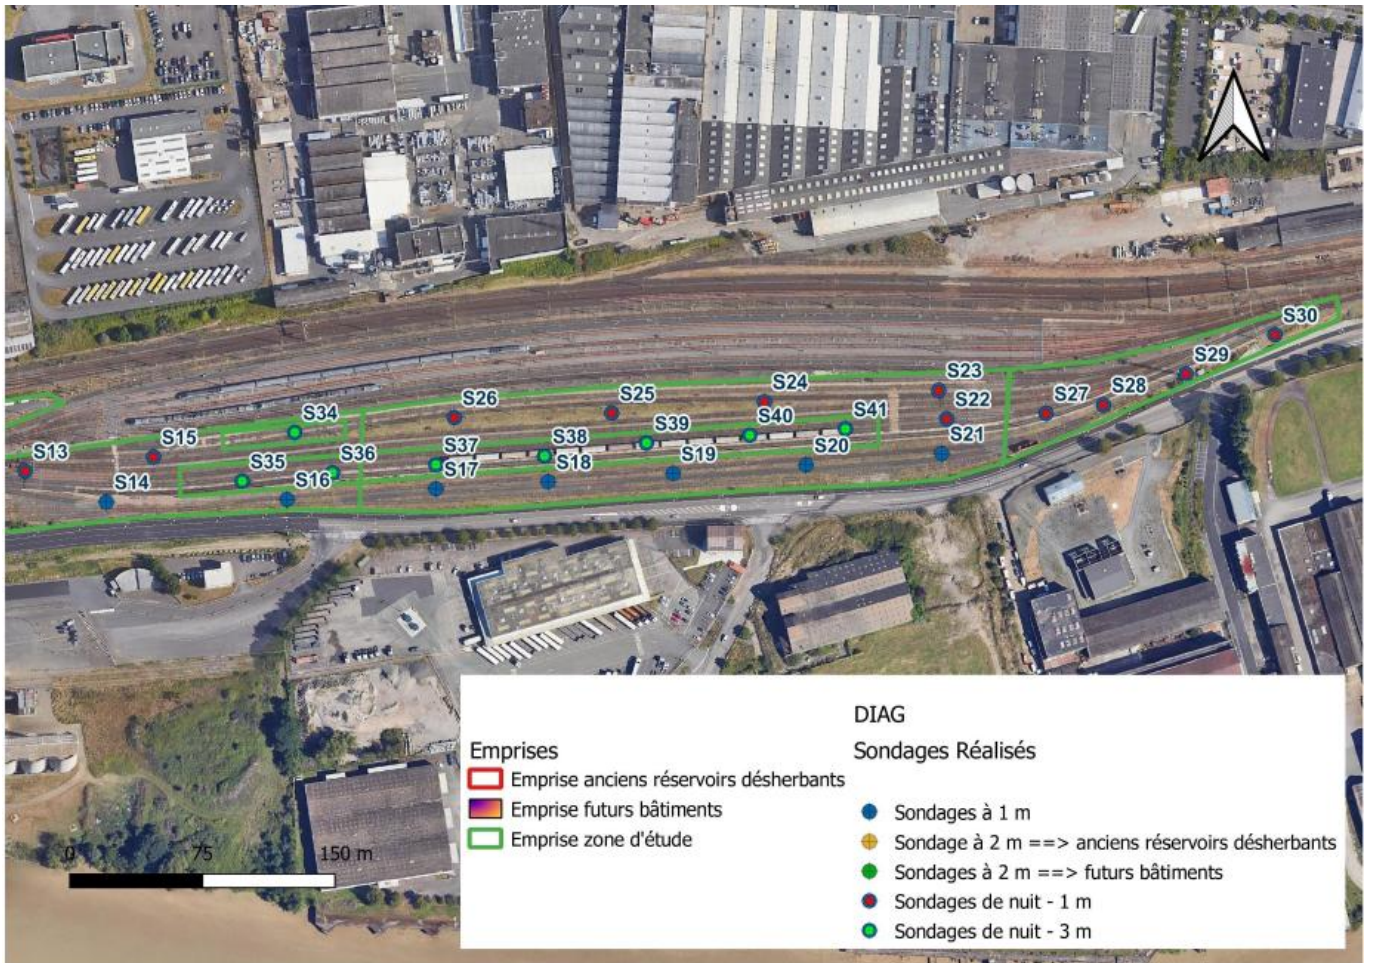 S30
S29
S23
S24
S28
S25
S27
S26
S22
S41
S34
S40
S39
S21
S15
S38
S20
S37
S13
S35
S36
S19
S18
S17
S16
S14
DIAG
Emprises
Sondages Réalisés
Emprise anciens réservoirs désherbants
Emprise futurs bâtiments
Emprise zone d'étude
Sondages à 1 m
Sondage à 2 m ==> anciens réservoirs désherbants
Sondages à 2 m ==> futurs bâtiments
Sondages de nuit - 1 m
Sondages de nuit - 3 m
0 75 150 m